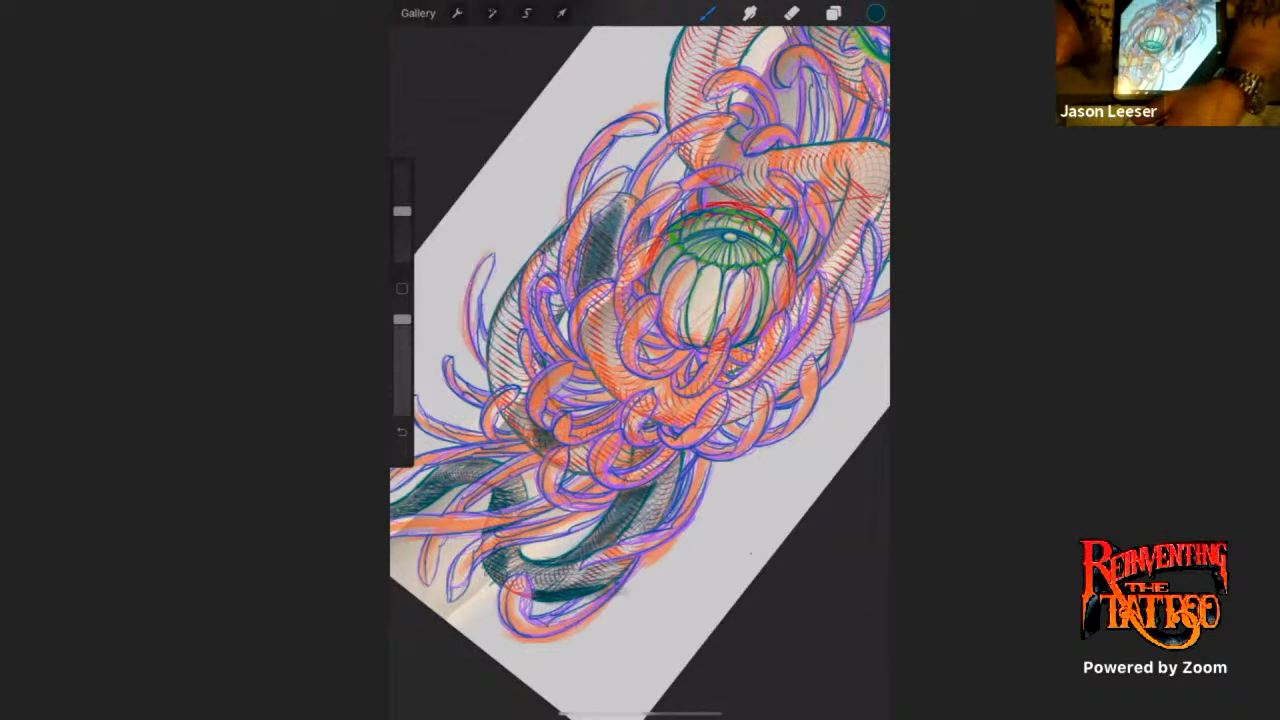 Gallery
Jason Leeser
REINVENTING
THE
TATTOO
Powered by Zoom